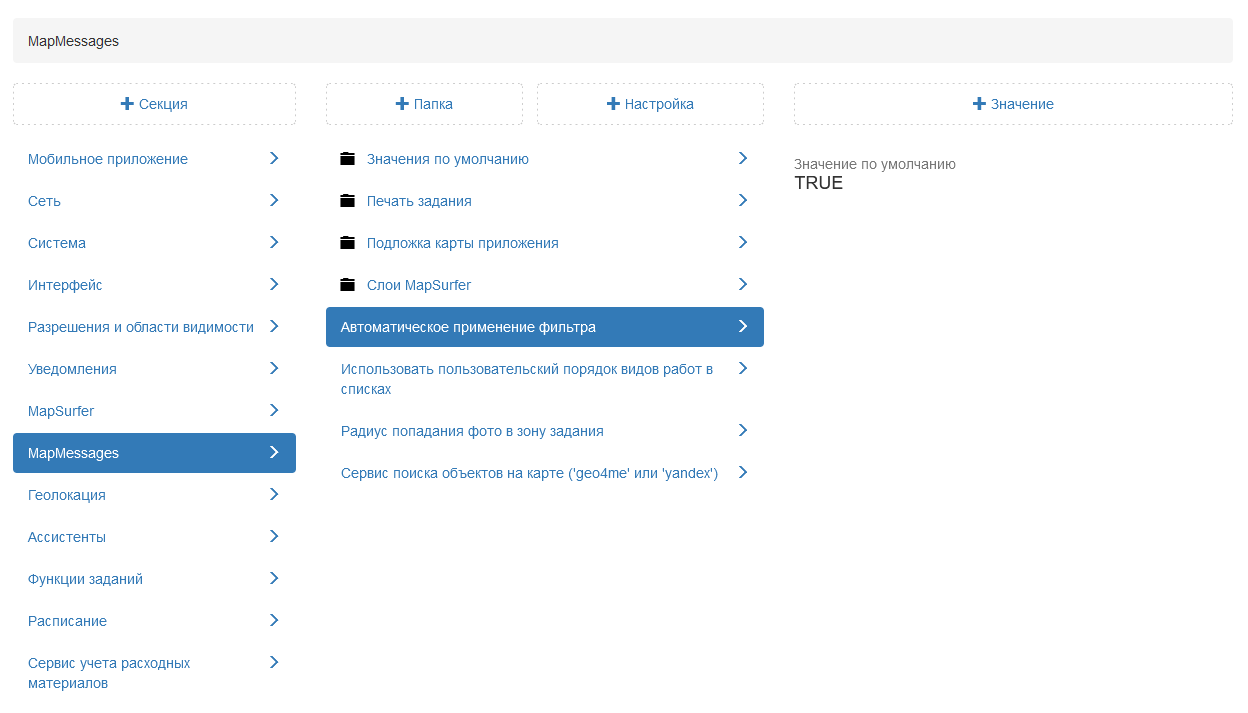 MapMessages
Секция
Папка
Настройка
Значение
Мобильное приложение
Сеть
Система
Интерфейс
Разрешения и области видимости
Уведомления
MapSurfer
MapMessages
Геолокация
Ассистенты
Функции заданий
Расписание
Сервис учета расходных
материалов
Значения по умолчанию
Печать задания
Подложка карты приложения
Слои MapSurfer
Автоматическое применение фильтра
Использовать пользовательский порядок видов работ в
списках
Радиус попадания фото в зону задания
Сервис поиска объектов на карте ('geo4me' или 'yandex')
Значение по умолчанию
TRUE